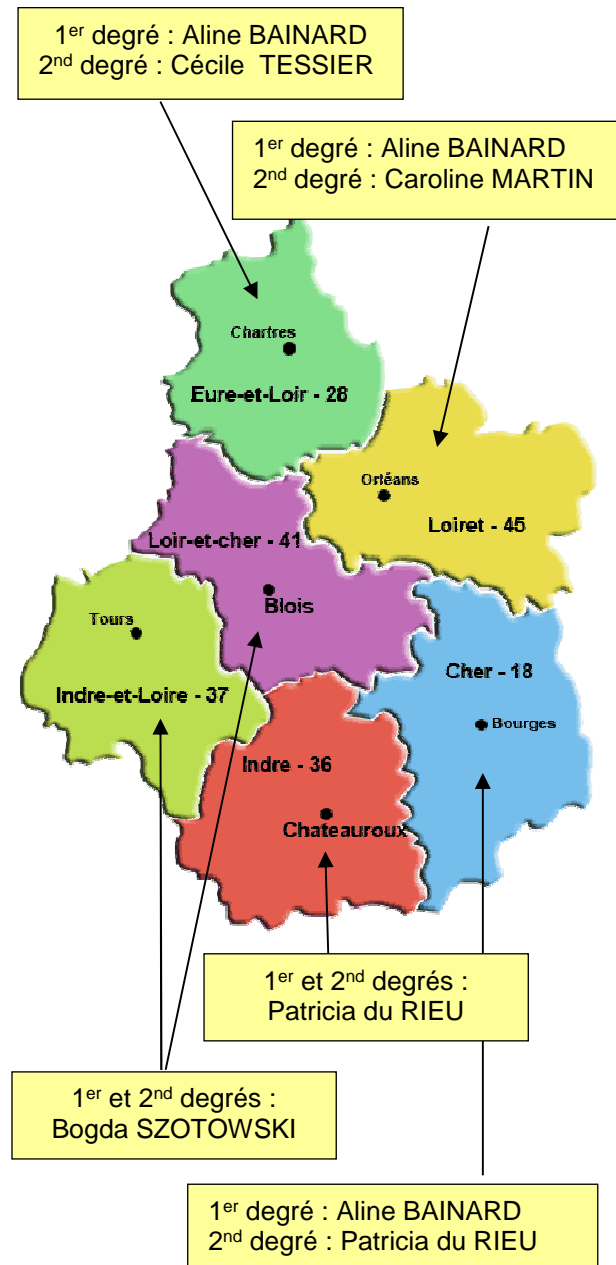 1er degré : Aline BAINARD
2nd degré : Cécile TESSIER
1er degré : Aline BAINARD
2nd degré : Caroline MARTIN
Chartres
Eure-et-Loir - 28
Orléans
Loiret - 45
Loir-et-cher - 41
Blois
Tours
Indre-et-Loire - 37
Cher - 18
Bourges
Indre - 36
Chateauroux
1er et 2nd degrés :
Patricia du RIEU
1er et 2nd degrés :
Bogda SZOTOWSKI
1er degré : Aline BAINARD
2nd degré : Patricia du RIEU